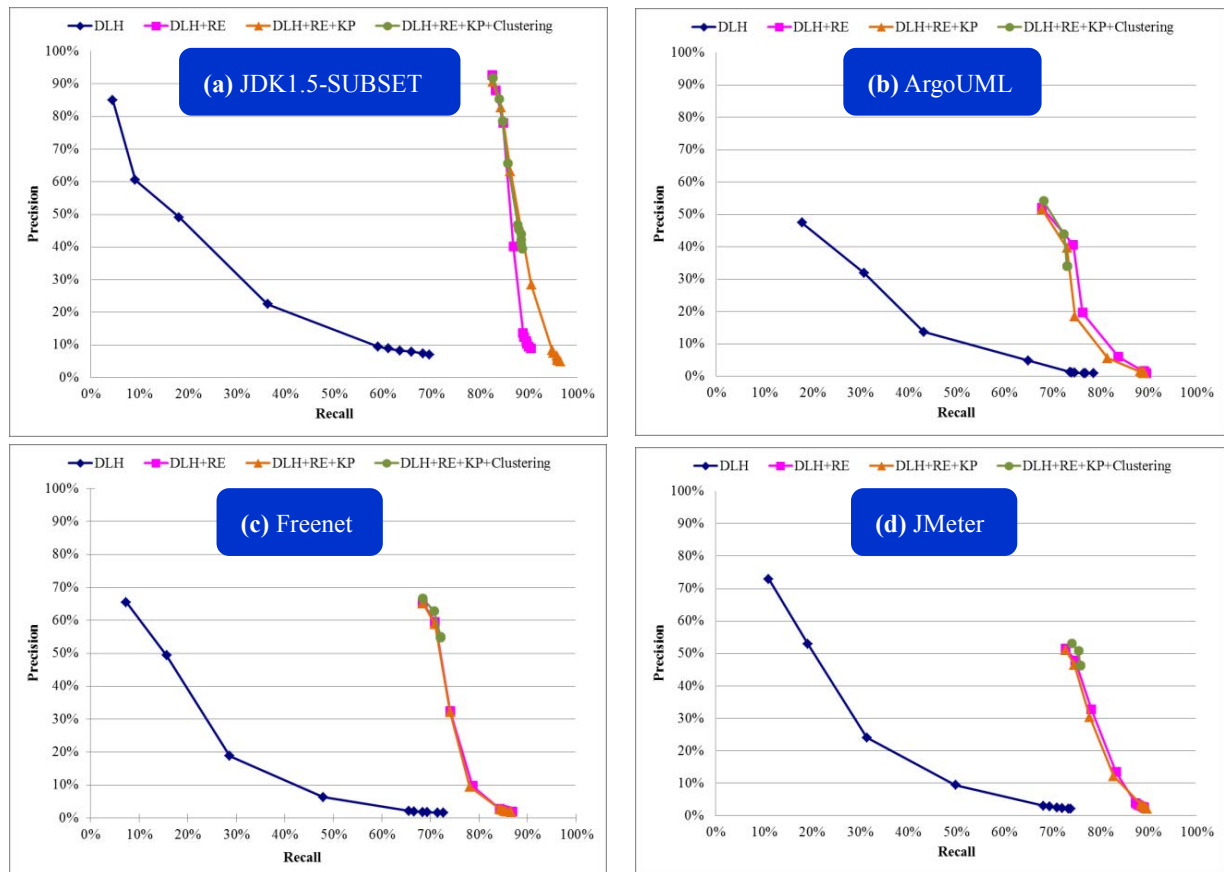 DLH DLH+RE DLH+RE+KP DLH+RE+KP+Clustering
(a) JDK1.5-SUBSET
100%
90%
80%
70%
60%
50%
40%
30%
20%
10%
0%
Precision
0% 10% 20% 30% 40% 50% 60% 70% 80% 90% 100%
Recall
DLH DLH+RE DLH+RE+KP DLH+RE+KP+Clustering
(b) ArgoUML
100%
90%
80%
70%
60%
50%
40%
30%
20%
10%
0%
Precision
0% 10% 20% 30% 40% 50% 60% 70% 80% 90% 100%
Recall
DLH DLH+RE DLH+RE+KP DLH+RE+KP+Clustering
(c) Freenet
100%
90%
80%
70%
60%
50%
40%
30%
20%
10%
0%
Precision
0% 10% 20% 30% 40% 50% 60% 70% 80% 90% 100%
Recall
DLH DLH+RE DLH+RE+KP DLH+RE+KP+Clustering
(d) JMeter
100%
90%
80%
70%
60%
50%
40%
30%
20%
10%
0%
Precision
0% 10% 20% 30% 40% 50% 60% 70% 80% 90% 100%
Recall